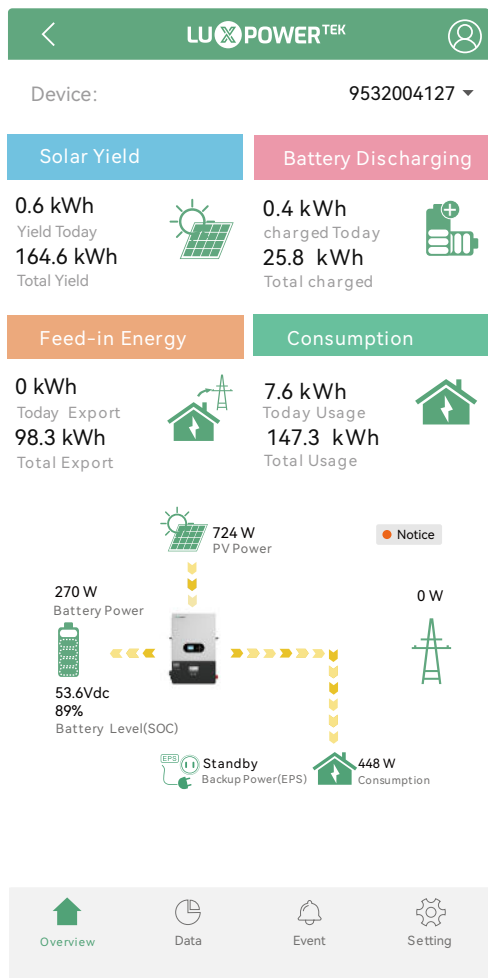 LUXPOWERTEK
Device:
9532004127
Solar Yield
Battery Discharging
0.6 kWh
Yield Today
164.6 kWh
Total Yield
0.4 kWh
charged Today
25.8 kWh
Total charged
Feed-in Energy
Consumption
0 kWh
Today Export
98.3 kWh
Total Export
7.6 kWh
Today Usage
147.3 kWh
Total Usage
724 W
PV Power
Notice
270 W
Battery Power
0 W
53.6Vdc
89%
Battery Level(SOC)
EPS
Standby
Backup Power(EPS)
448 W
Consumption
Overview
Data
Event
Setting